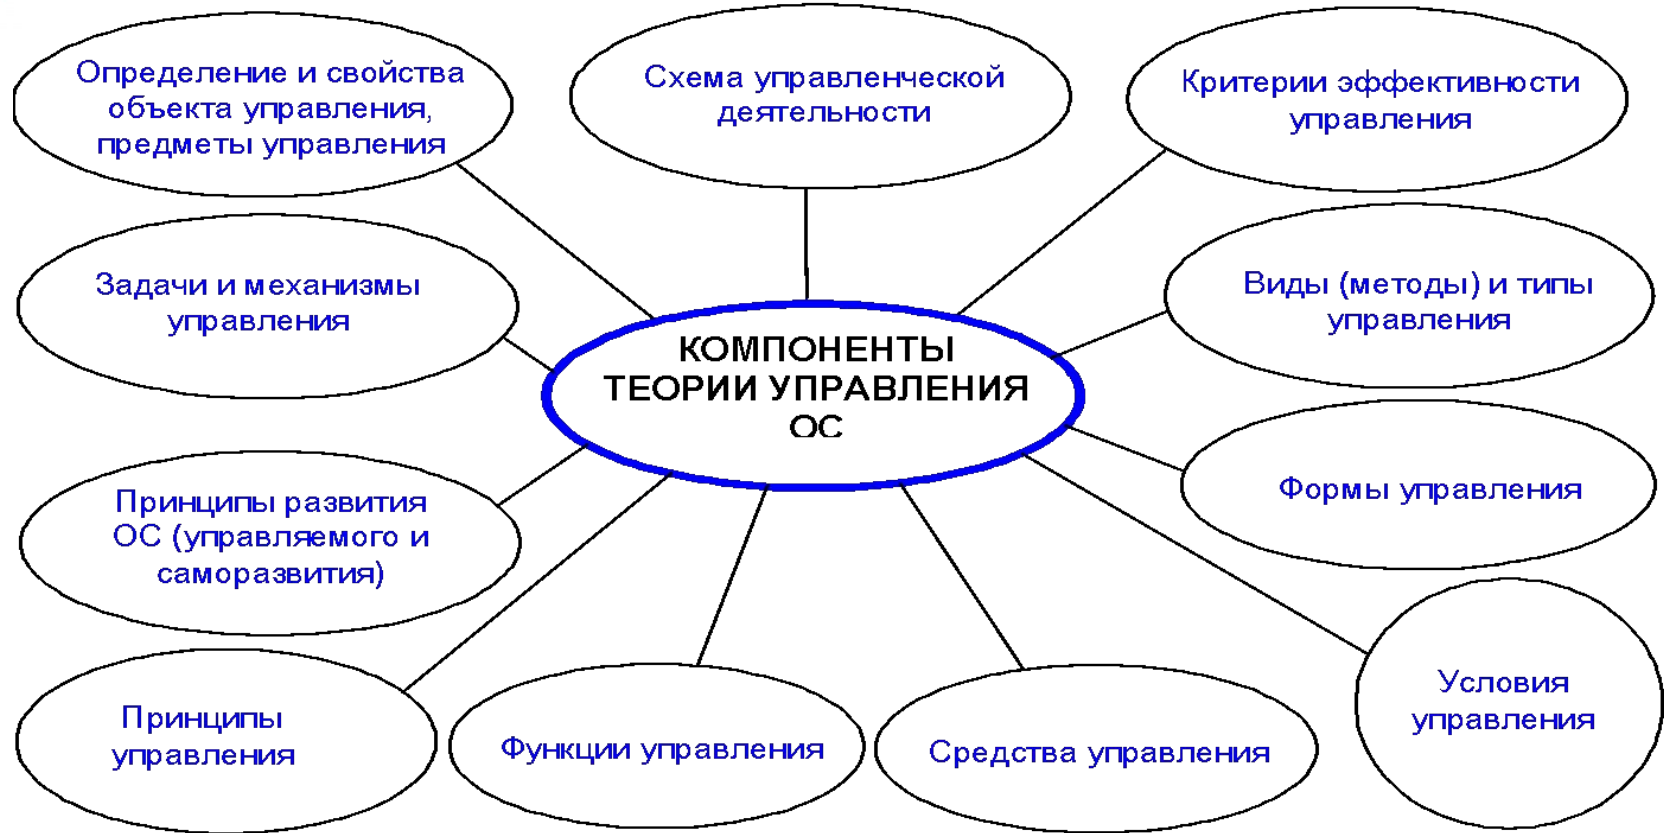 Определение и свойства
объекта управления,
предметы управления
Схема управленческой
деятельности
Критерии эффективности
управления
Задачи и механизмы
управления
Виды (методы) и типы
управления
КОМПОНЕНТЫ
ТЕОРИИ УПРАВЛЕНИЯ
ОС
Принципы развития
ОС (управляемого и
саморазвития)
Формы управления
Принципы
управления
Функции управления
Средства управления
Условия
управления